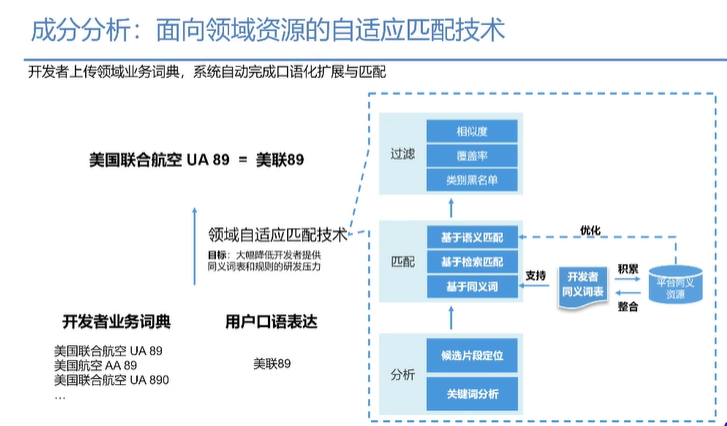 成分分析：面向领域资源的自适应匹配技术
开发者上传领域业务词典，系统自动完成口语化扩展与匹配
美国联合航空 UA 89 = 美联89
领域自适应匹配技术
目标：大幅降低开发者提供
同义词表和规则的研发压力
开发者业务词典
美国联合航空 UA 89
美国航空 AA 89
美国联合航空 UA 890
…
用户口语表达
美联89
过滤
相似度
覆盖率
类别黑名单
匹配
基于语义匹配
基于检索匹配
基于同义词
分析
候选片段定位
关键词分析
优化
支持
开发者
同义词表
积累
整合
平台同义
资源